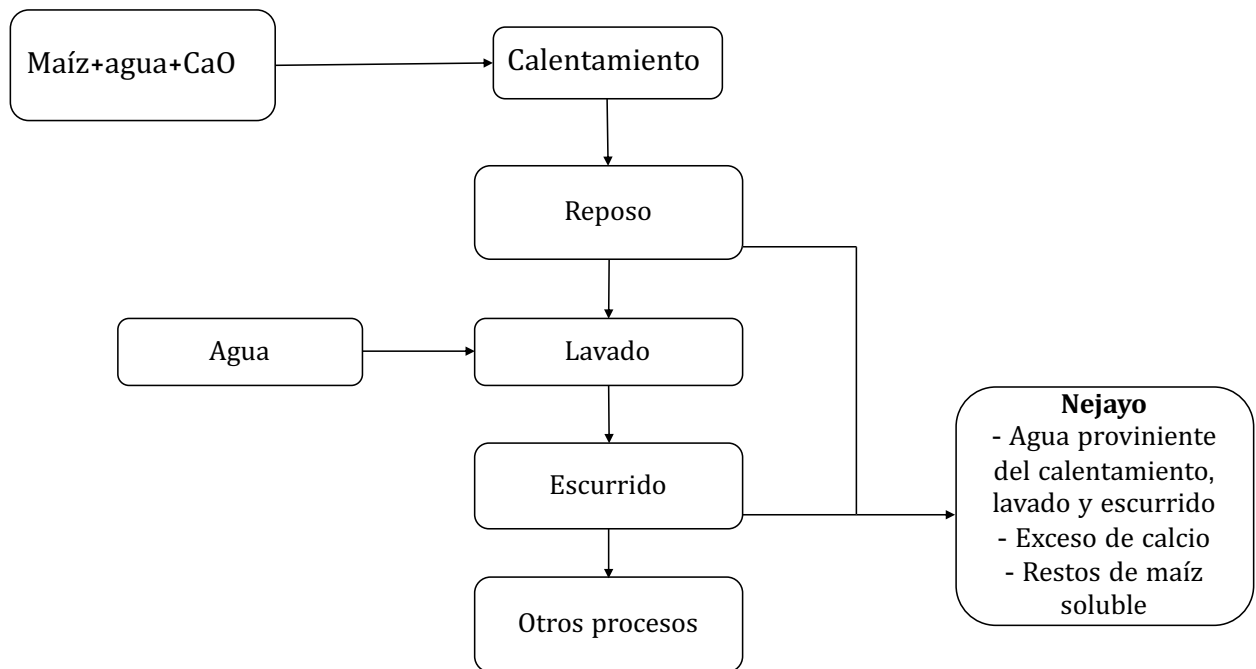 Maíz+agua+CaO
Calentamiento
Reposo
Agua
Lavado
Escurrido
Otros procesos
Nejayo
- Agua proviniente
del calentamiento,
lavado y escurrido
- Exceso de calcio
- Restos de maíz
soluble